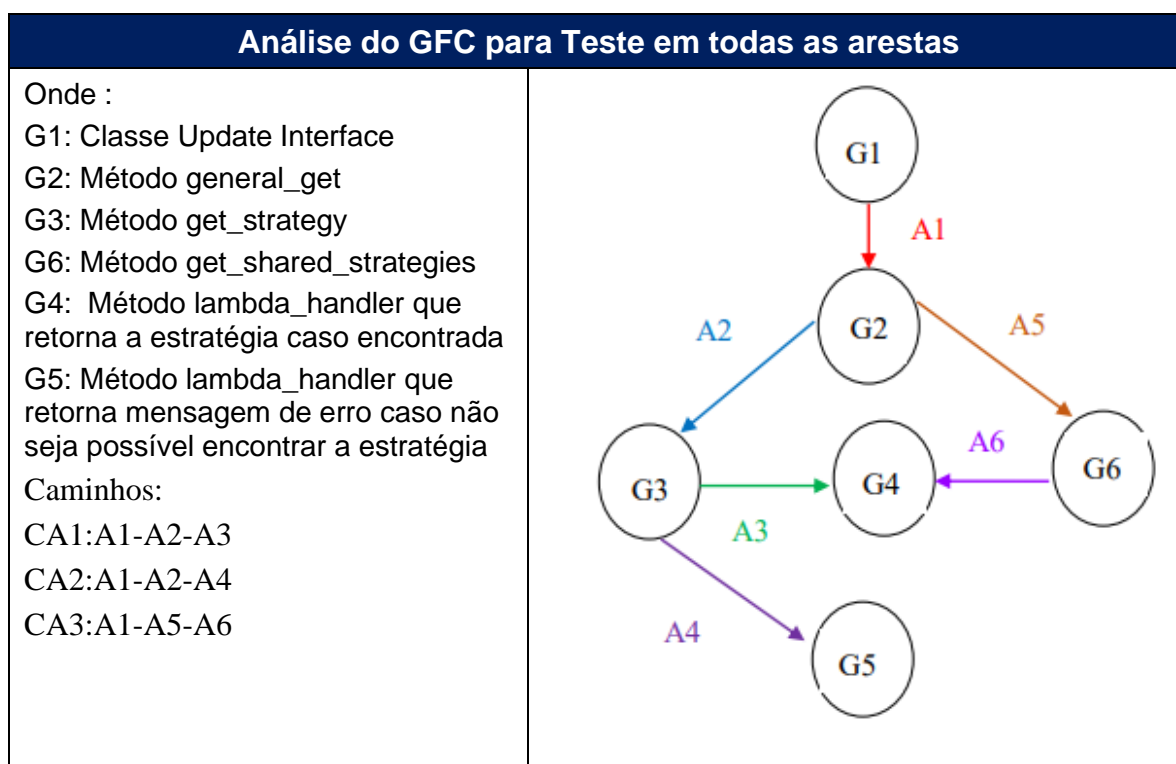 Análise do GFC para Teste em todas as arestas
Onde :
G1: Classe Update Interface
G2: Método general_get
G3: Método get_strategy
G6: Método get_shared_strategies
G4:  Método lambda_handler que
retorna a estratégia caso encontrada
G5: Método lambda_handler que
retorna mensagem de erro caso não
seja possível encontrar a estratégia
Caminhos:
CA1:A1-A2-A3
CA2:A1-A2-A4
CA3:A1-A5-A6
G1
A1
A2
G2
A5
G3
A3
G4
A6
G6
A4
G5